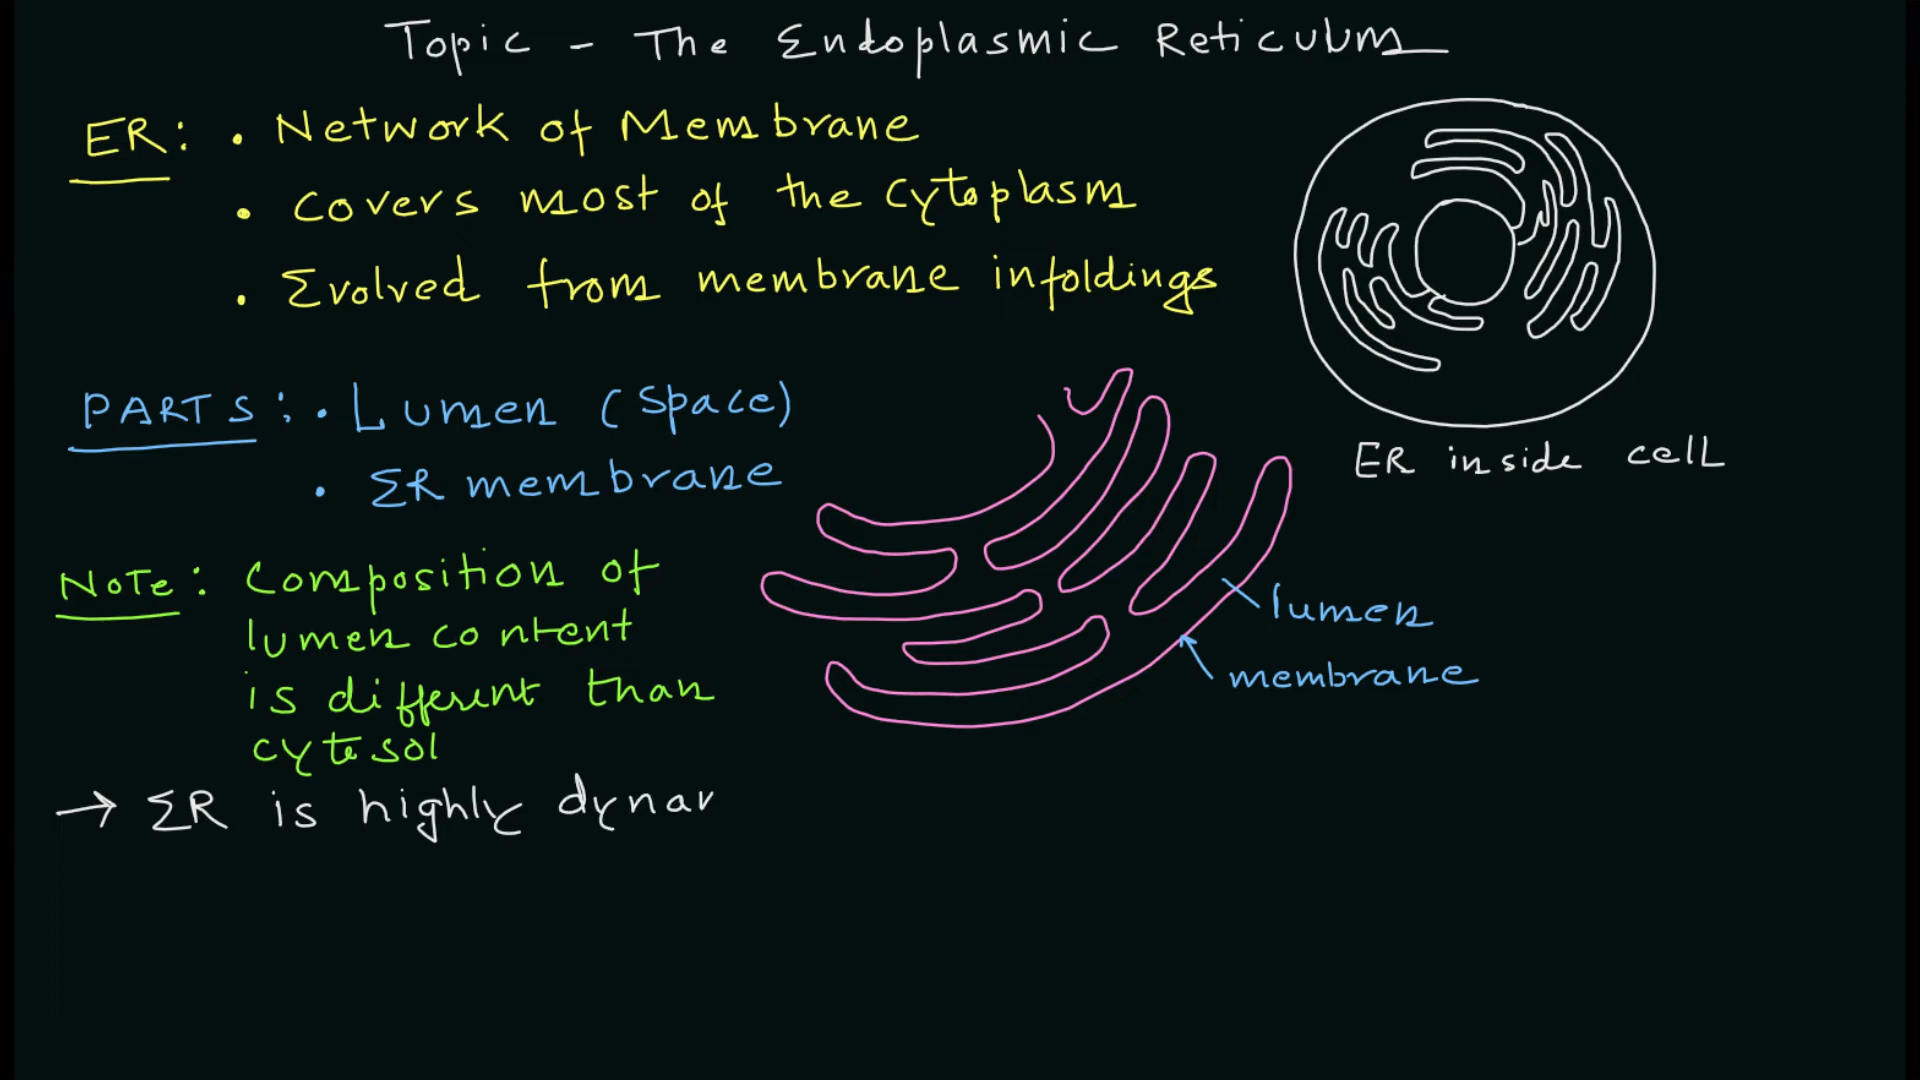 Topic - The Endoplasmic Reticulum
ER: • Network of Membrane
• covers most of the cytoplasm
• Evolved from membrane infoldings
PARTS: • Lumen (space)
• ER membrane
ER inside cell
lumen
membrane
NOTE: Composition of
lumen content
is different than
cytosol
→ ER is highly dynam